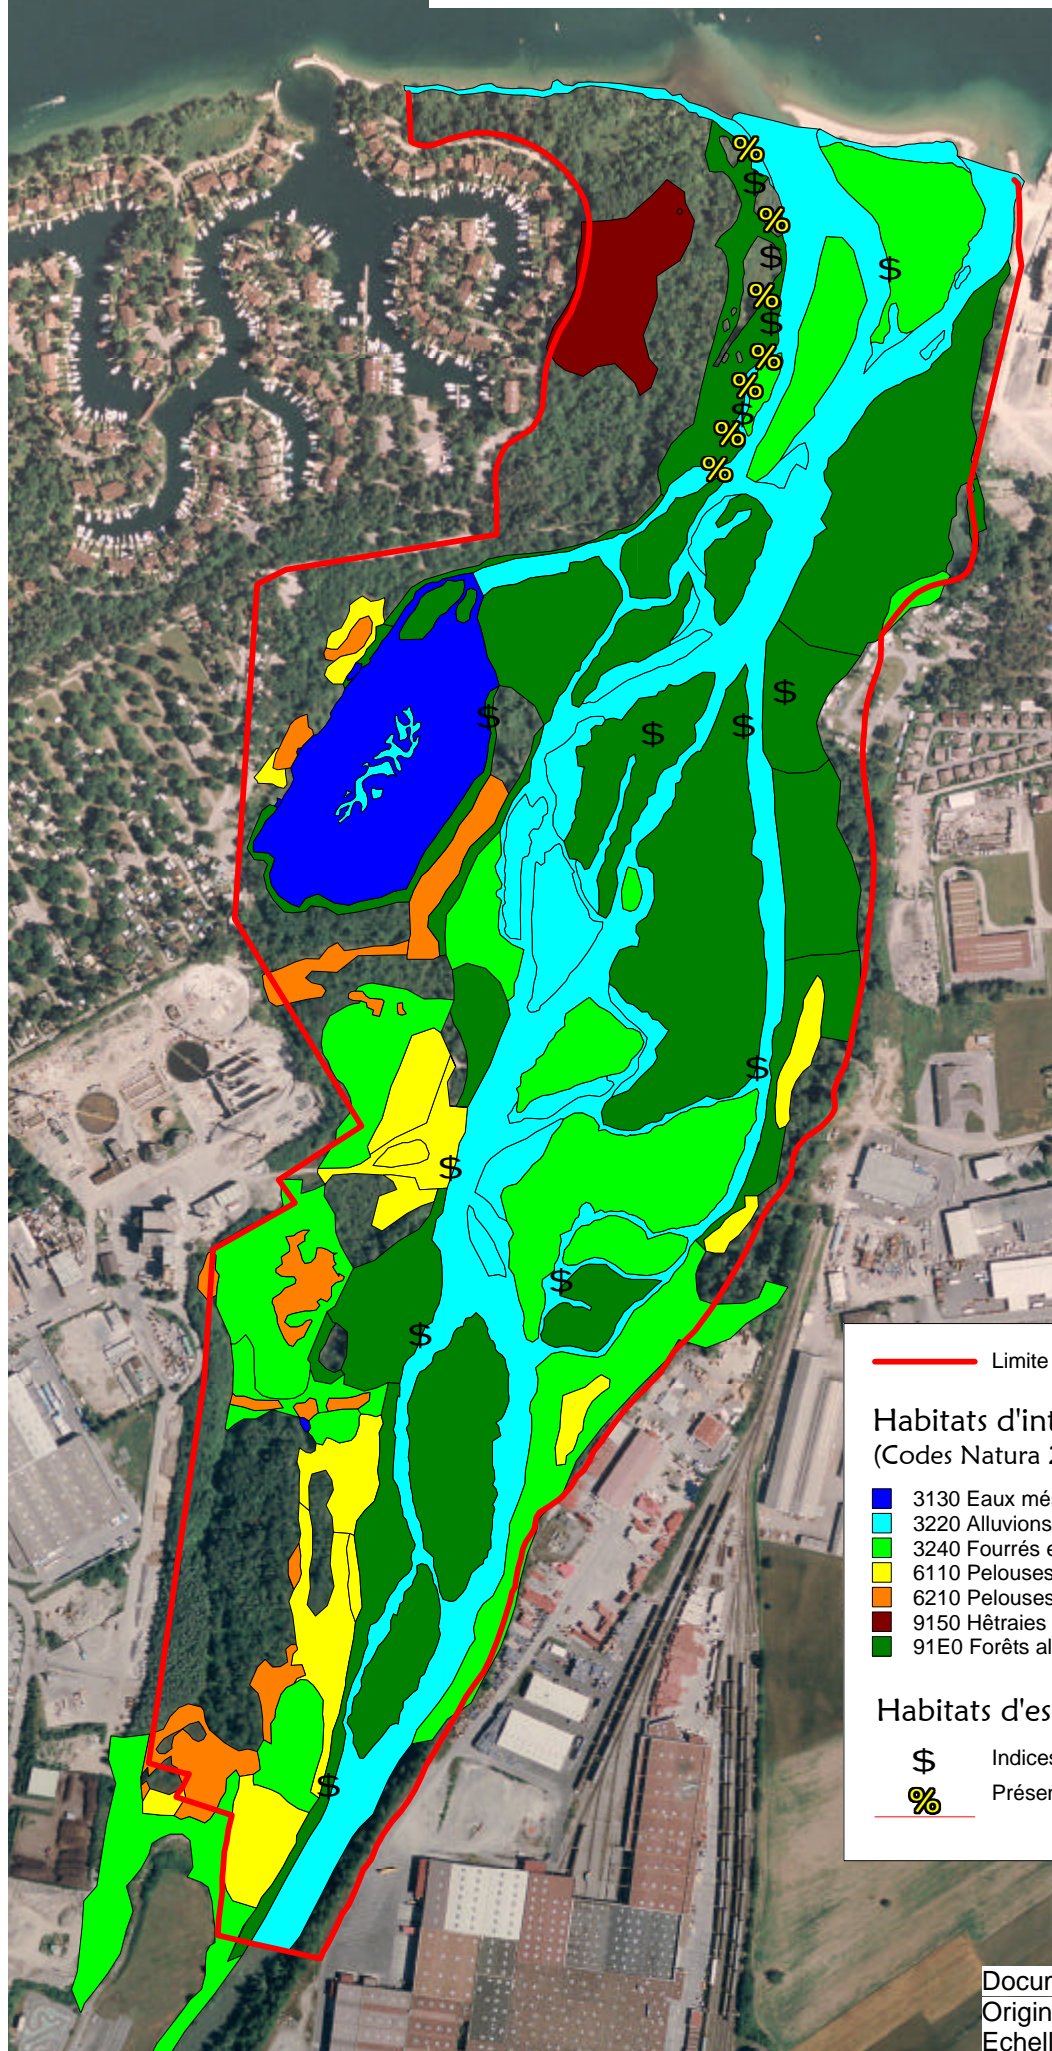 Limite
Habitats d'int
(Codes Natura 2
3130 Eaux més
3220 Alluvions
3240 Fourrés e
6110 Pelouses
6210 Pelouses
9150 Hêtraies
91E0 Forêts al
Habitats d'es
$ Indices
% Présen
Docum
Origin
Echell